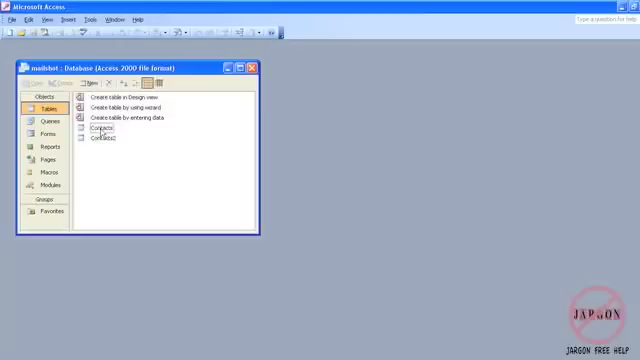 Microsoft Access
File Edit View Insert Tools Window Help
Type a question for help
mailshot : Database (Access 2000 file format)
Open Design New
Objects
Tables
Queries
Forms
Reports
Pages
Macros
Modules
Groups
Favorites
Create table in Design view
Create table by using wizard
Create table by entering data
Contacts
Contacts2
JARGON
JARGON FREE HELP